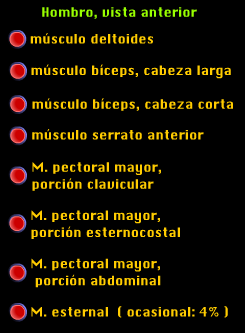 Hombro, vista anterior
músculo deltoides
músculo bíceps, cabeza larga
músculo bíceps, cabeza corta
músculo serrato anterior
M. pectoral mayor,
porción clavicular
M. pectoral mayor,
porción esternocostal
M. pectoral mayor,
porción abdominal
M. esternal ( ocasional: 4% )